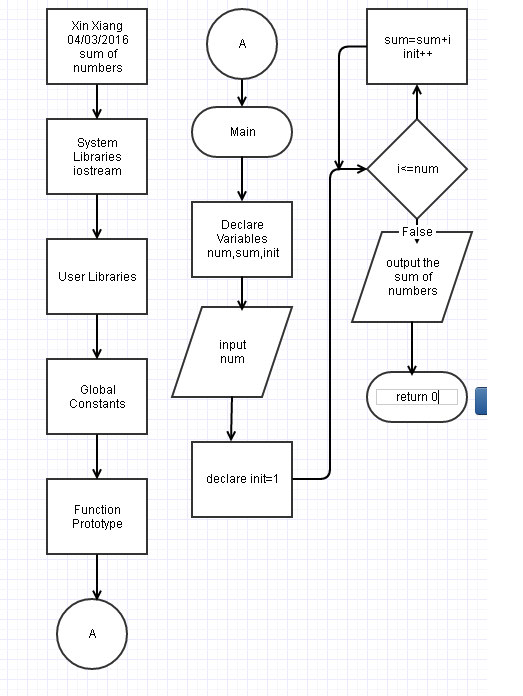 Xin Xiang
04/03/2016
sum of
numbers
System
Libraries
iostream
User Libraries
Global
Constants
Function
Prototype
A
A
Main
Declare
Variables
num,sum,init
input
num
declare init=1
sum=sum+i
init++
i<=num
False
output the
sum of
numbers
return 0